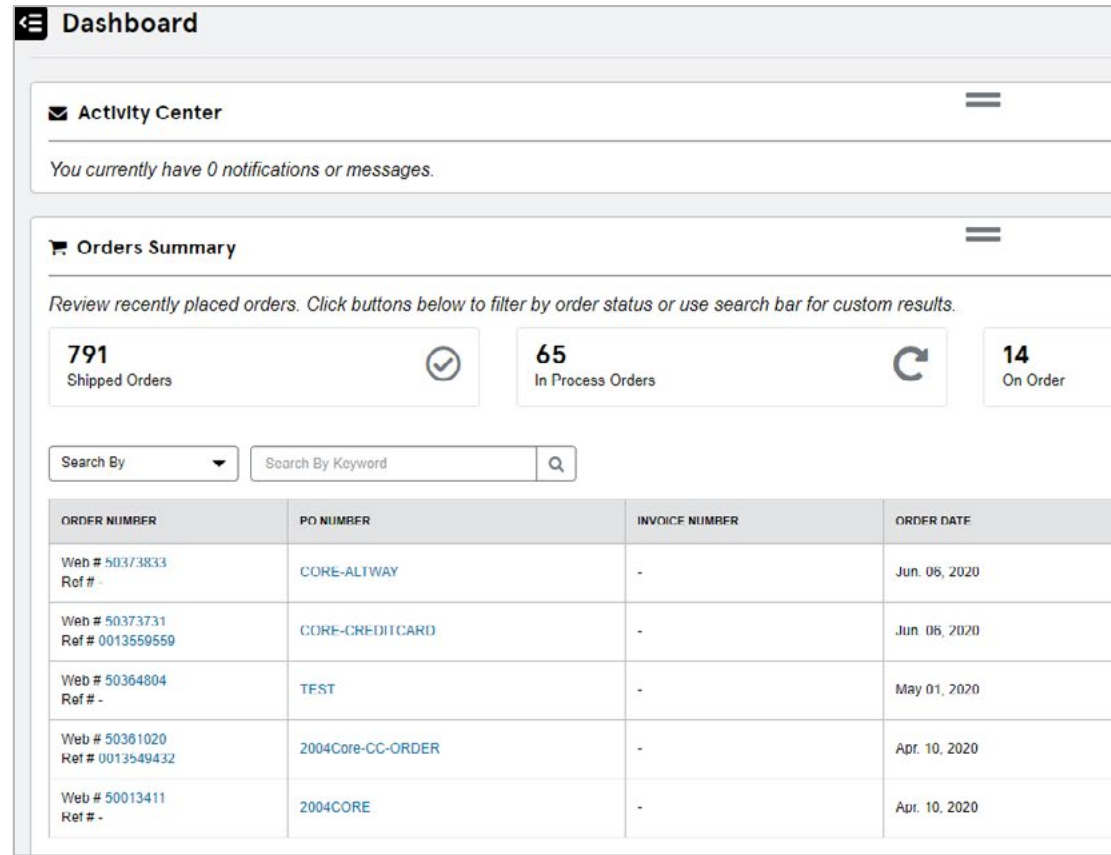 Dashboard
Activity Center
You currently have 0 notifications or messages.
Orders Summary
Review recently placed orders. Click buttons below to filter by order status or use search bar for custom results.
791
Shipped Orders
65
In Process Orders
14
On Order
Search By
Search By Keyword
ORDER NUMBER PO NUMBER INVOICE NUMBER ORDER DATE
Web # 50373833
Ref # -
CORE-ALTWAY - Jun. 06, 2020
Web # 50373731
Ref # 0013559559
CORE-CREDITCARD - Jun. 06, 2020
Web # 50364804
Ref # -
TEST - May 01, 2020
Web # 50361020
Ref # 0013549432
2004Core-CC-ORDER - Apr. 10, 2020
Web # 50013411
Ref # -
2004CORE - Apr. 10, 2020